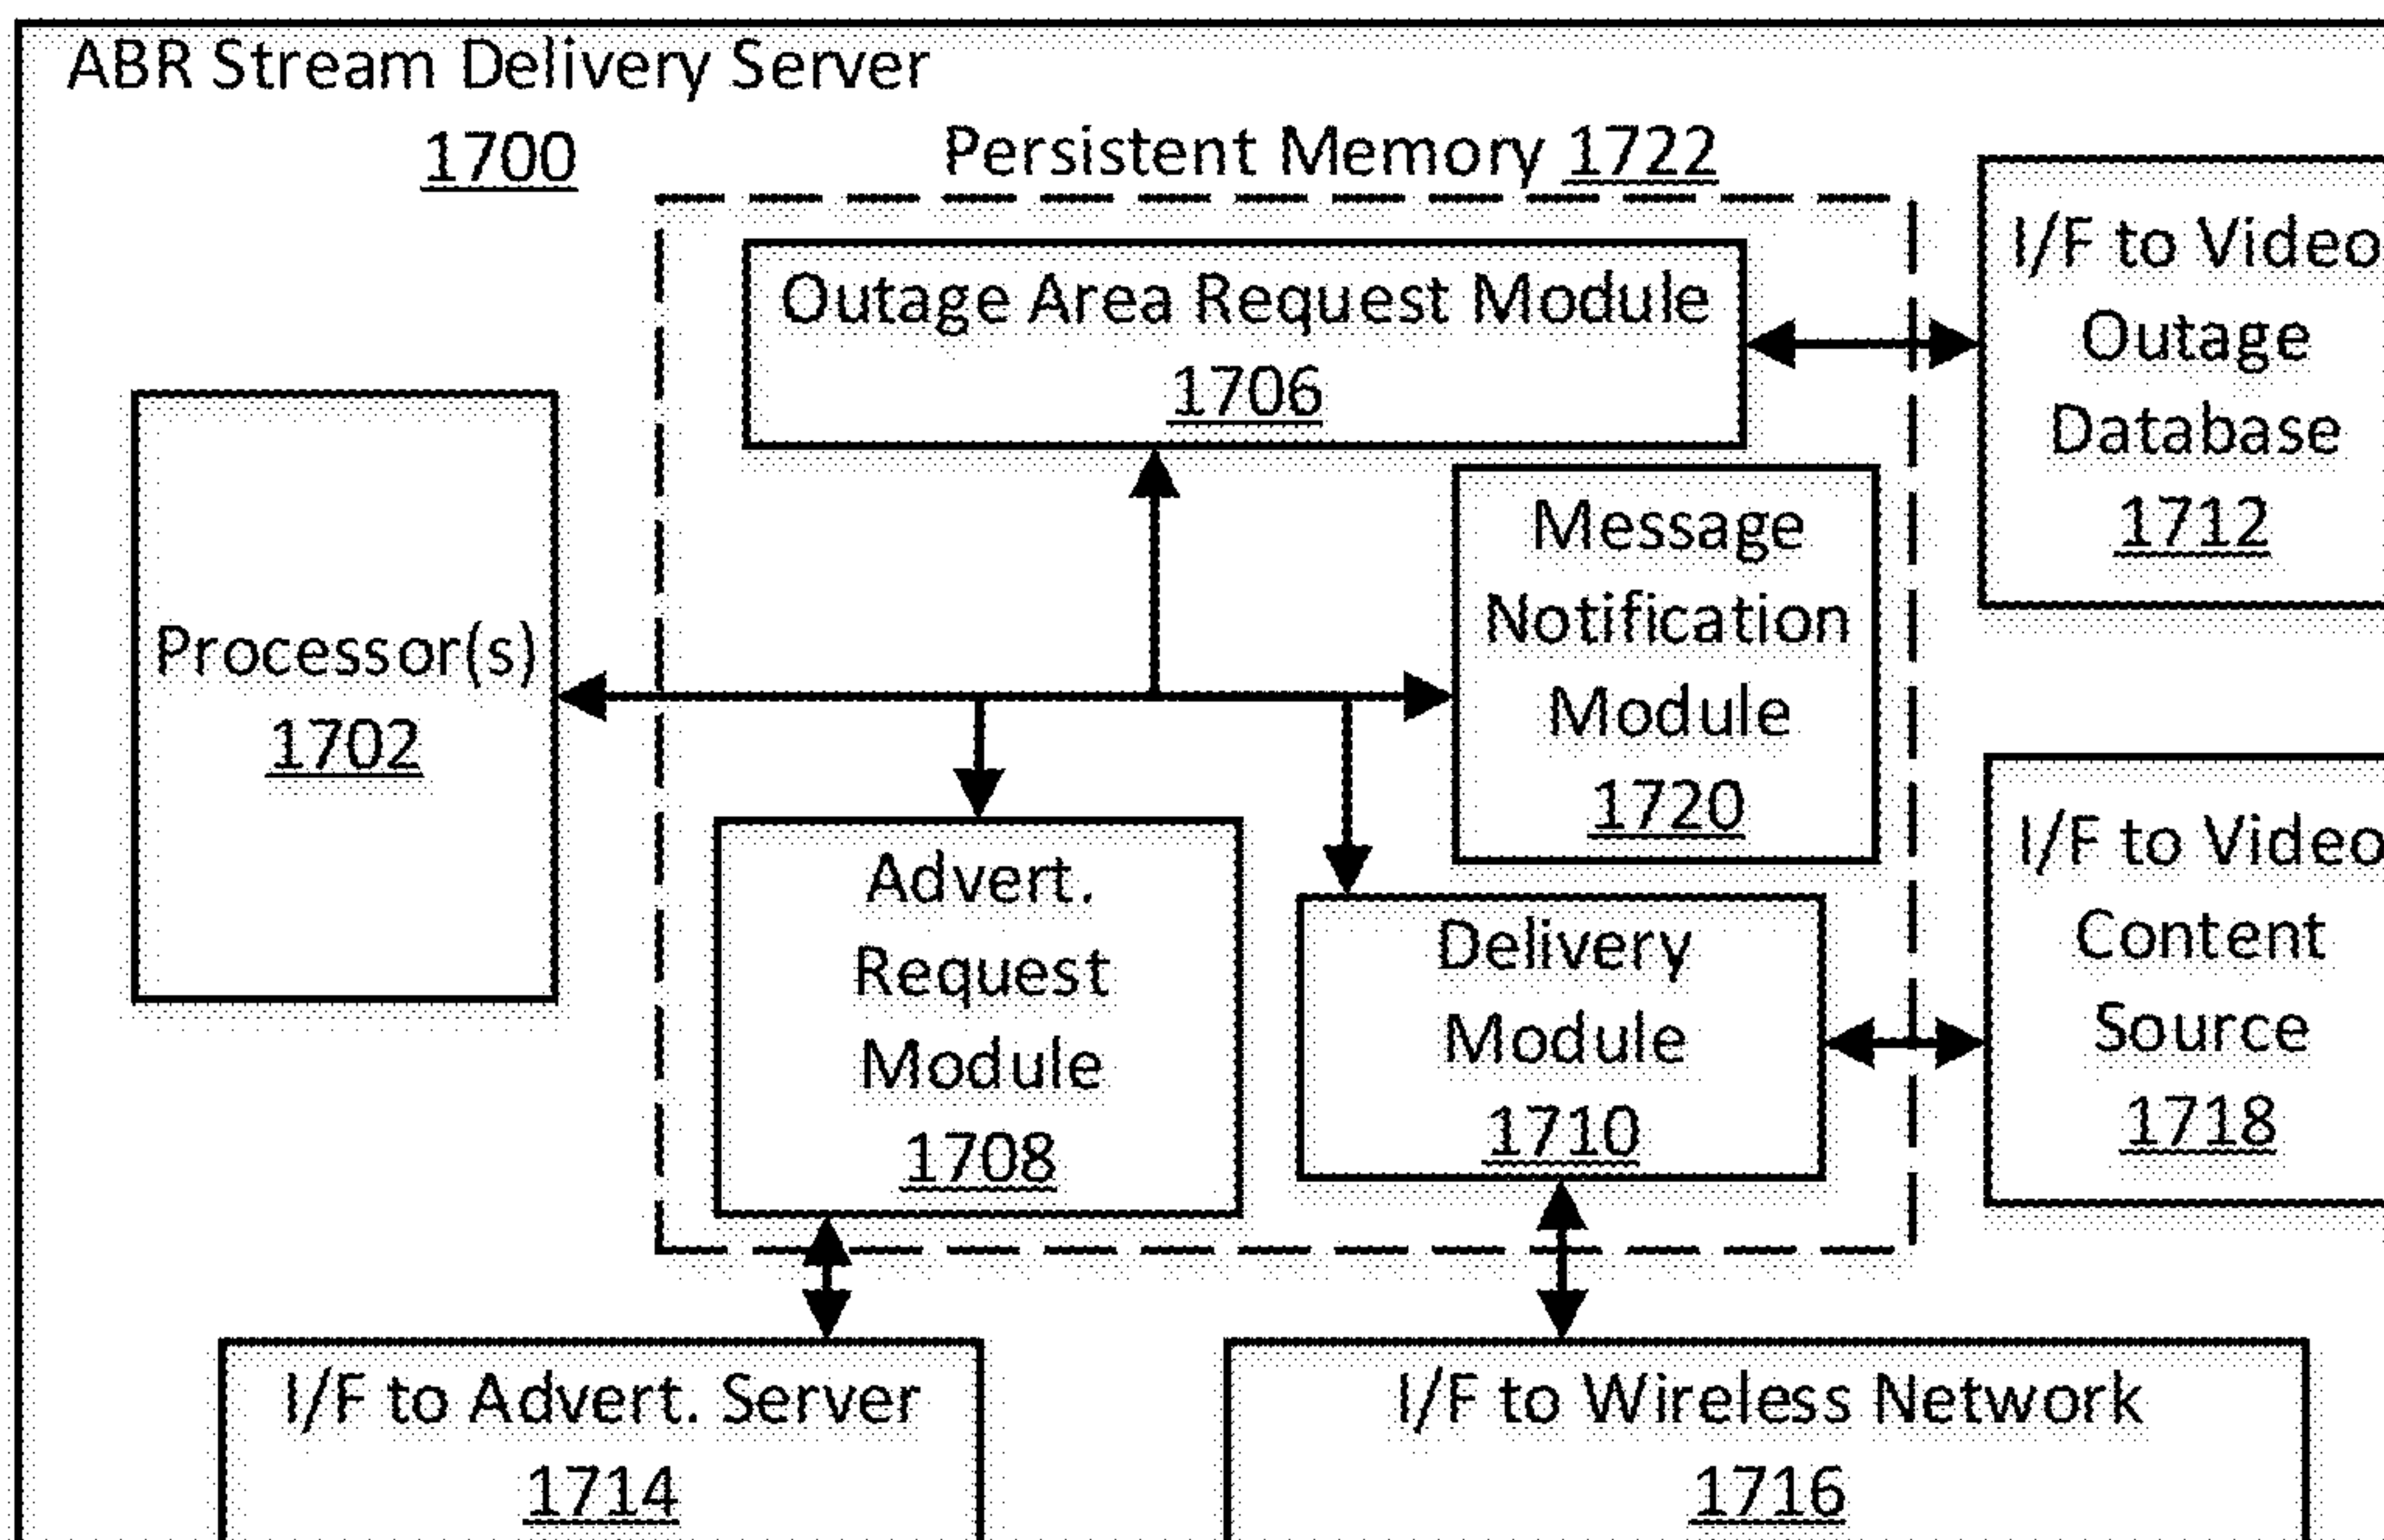 ABR Stream Delivery Server
1700
Persistent Memory 1722
Outage Area Request Module
1706
I/F to Video
Outage
Database
1712
Processor(s)
1702
Message
Notification
Module
1720
Advert.
Request
Module
1708
Delivery
Module
1710
I/F to Video
Content
Source
1718
I/F to Advert. Server
1714
I/F to Wireless Network
1716